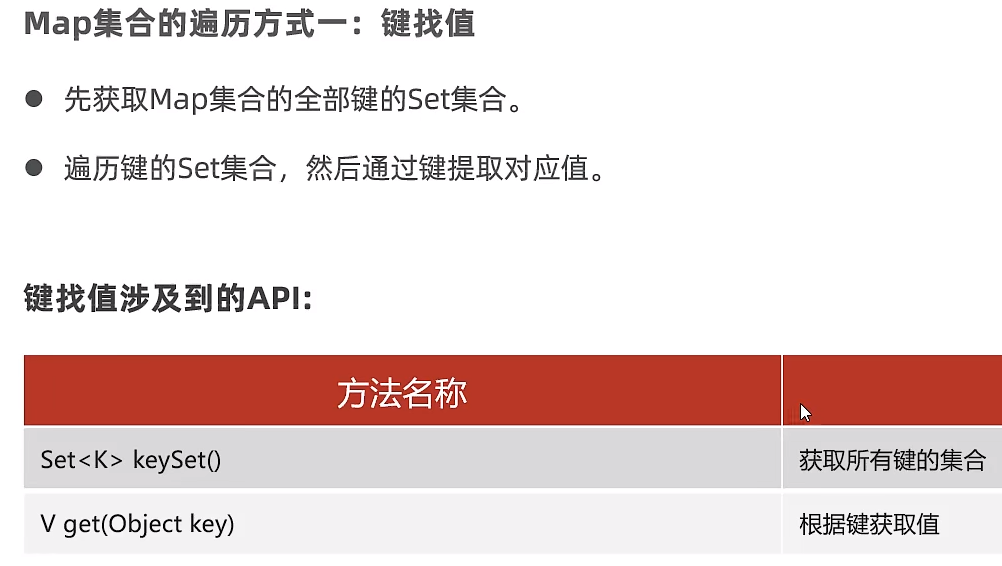 Map集合的遍历方式一：键找值
● 先获取Map集合的全部键的Set集合。
● 遍历键的Set集合，然后通过键提取对应值。
键找值涉及到的API:
方法名称
Set<K> keySet() 获取所有键的集合
V get(Object key) 根据键获取值